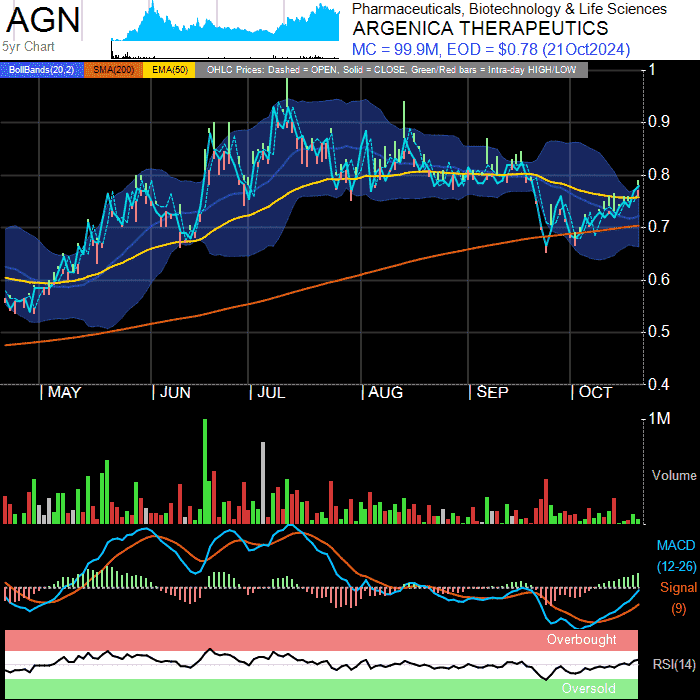 AGN
5yr Chart
Pharmaceuticals, Biotechnology & Life Sciences
ARGENICA THERAPEUTICS
MC = 99.9M, EOD = $0.78 (21Oct2024)
BollBands(20,2) SMA(200) EMA(50) OHLC Prices: Dashed = OPEN, Solid = CLOSE, Green/Red bars = Intra-day HIGH/LOW
1
0.9
0.8
0.7
0.6
0.5
0.4
MAY JUN JUL AUG SEP OCT
1M
Volume
MACD
(12-26)
Signal
(9)
Overbought
RSI(14)
Oversold